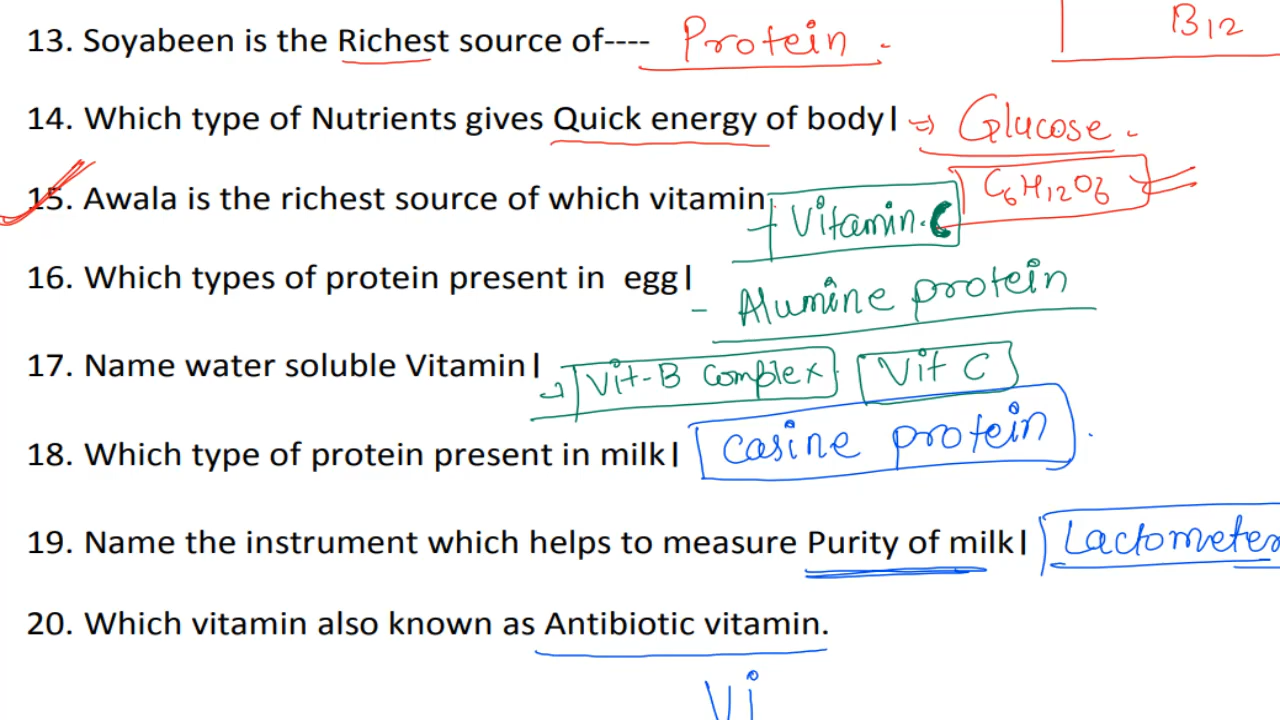 B12
13. Soyabeen is the Richest source of---- Protein.
14. Which type of Nutrients gives Quick energy of body| ⇒ Glucose.
C6H12O6
15. Awala is the richest source of which vitamin → Vitamin.C
16. Which types of protein present in egg| - Alumine protein
17. Name water soluble Vitamin| → Vit-B Complex, Vit C
18. Which type of protein present in milk| Casine protein.
19. Name the instrument which helps to measure Purity of milk| Lactometer
20. Which vitamin also known as Antibiotic vitamin.
Vi